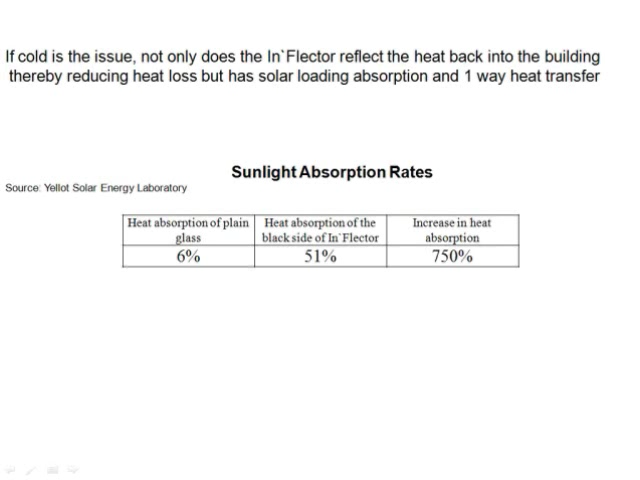 If cold is the issue, not only does the In`Flector reflect the heat back into the building
thereby reducing heat loss but has solar loading absorption and 1 way heat transfer
Sunlight Absorption Rates
Source: Yellot Solar Energy Laboratory
Heat absorption of plain glass
Heat absorption of the black side of In`Flector
Increase in heat absorption
6%
51%
750%